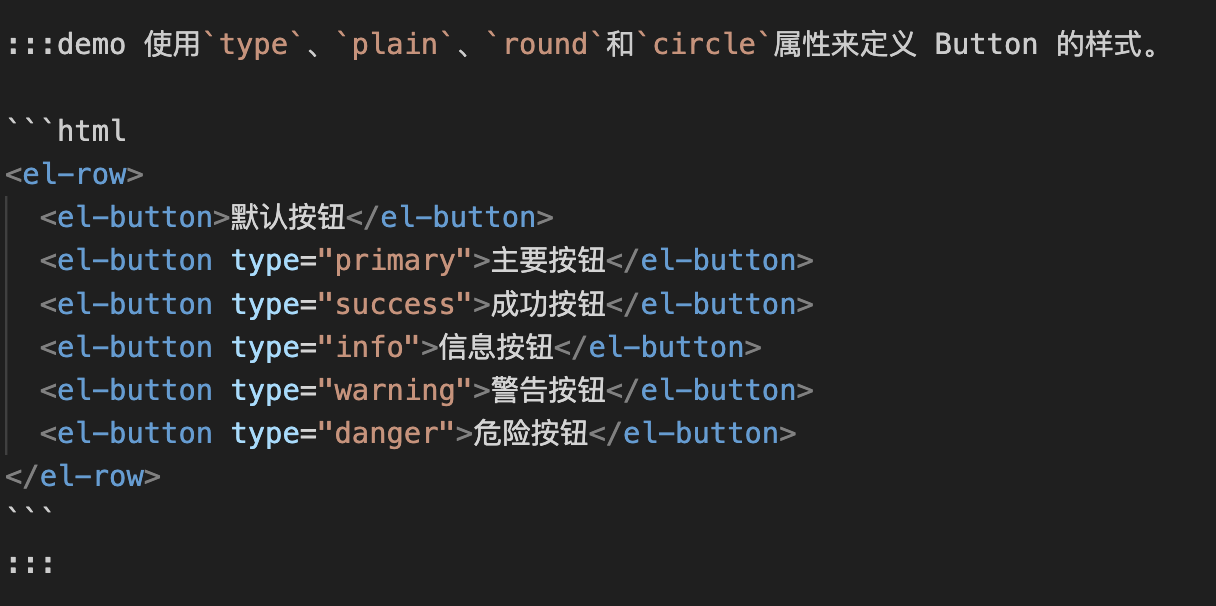 :::demo 使用`type`、`plain`、`round`和`circle`属性来定义 Button 的样式。
```html
<el-row>
  <el-button>默认按钮</el-button>
  <el-button type="primary">主要按钮</el-button>
  <el-button type="success">成功按钮</el-button>
  <el-button type="info">信息按钮</el-button>
  <el-button type="warning">警告按钮</el-button>
  <el-button type="danger">危险按钮</el-button>
</el-row>
```
:::